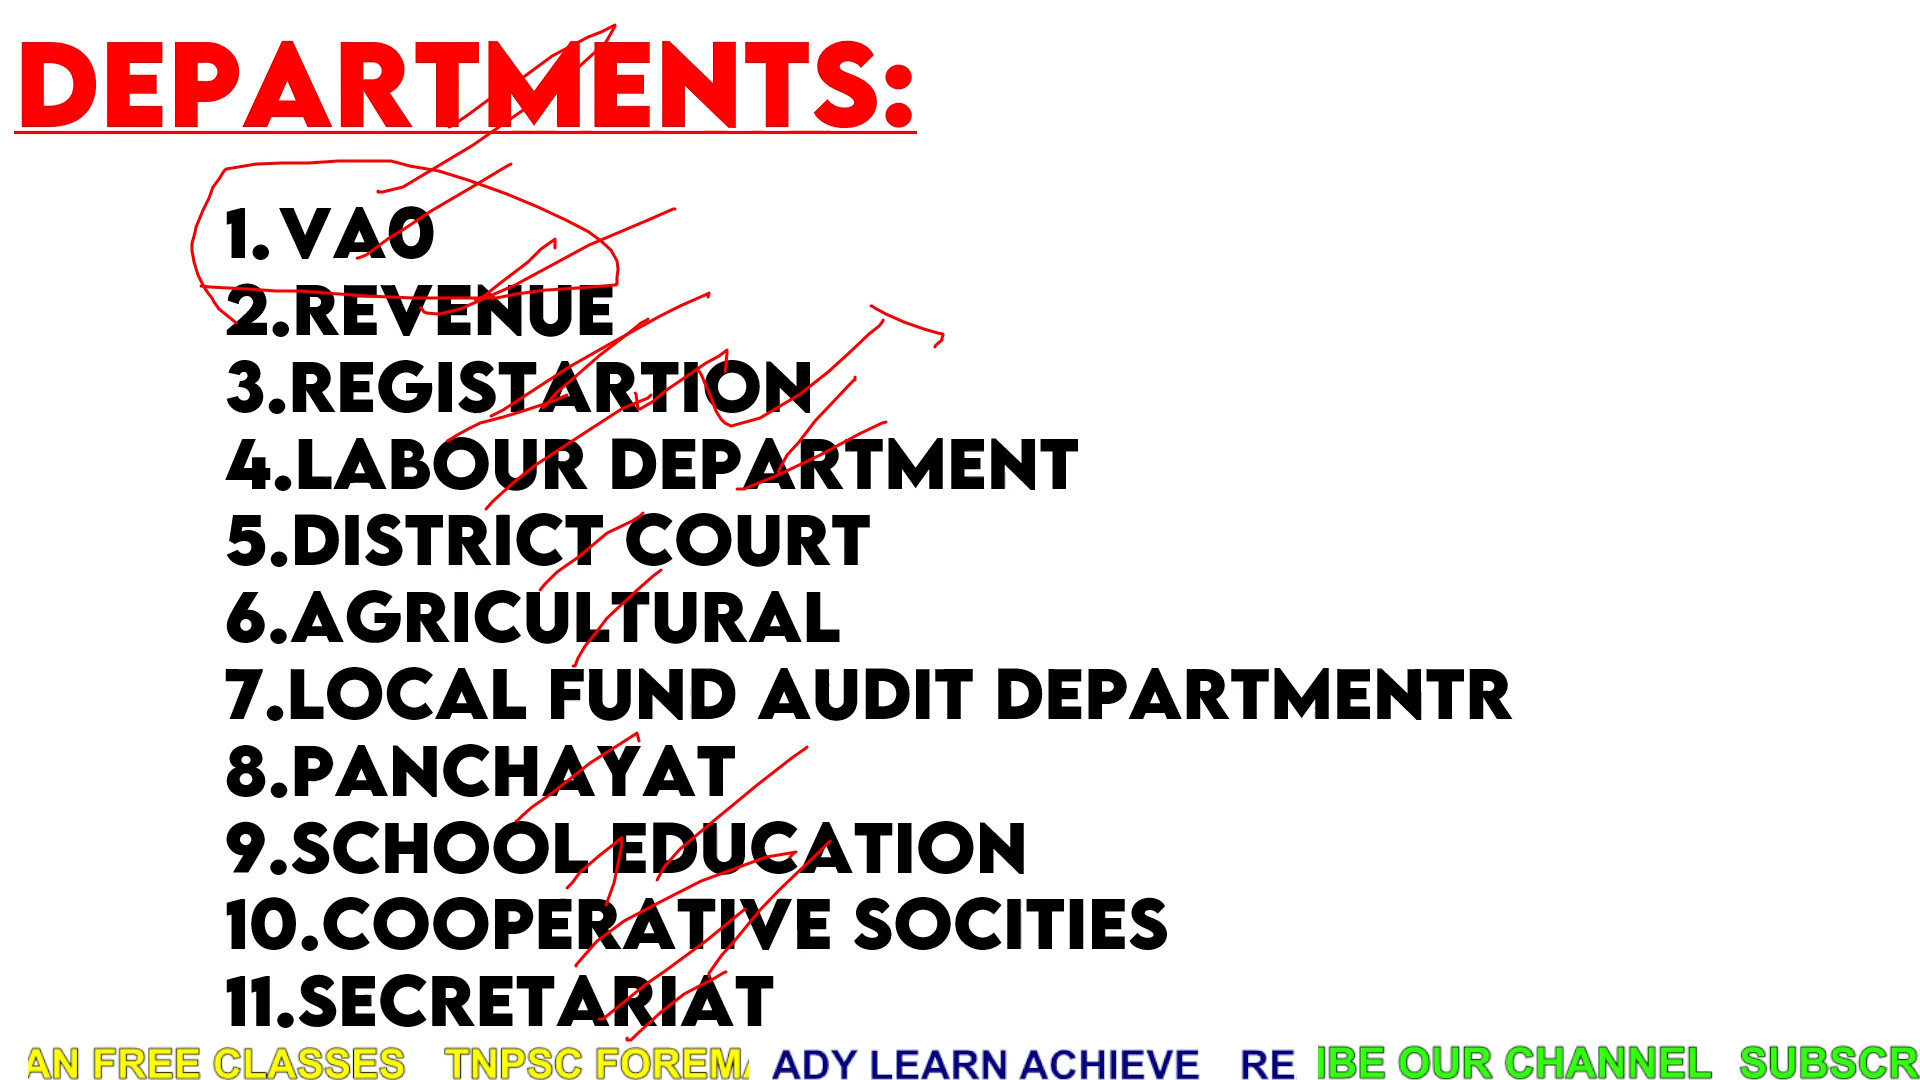 DEPARTMENTS:
1. VAO
2.REVENUE
3.REGISTARTION
4.LABOUR DEPARTMENT
5.DISTRICT COURT
6.AGRICULTURAL
7.LOCAL FUND AUDIT DEPARTMENTR
8.PANCHAYAT
9.SCHOOL EDUCATION
10.COOPERATIVE SOCITIES
11.SECRETARIAT
AN FREE CLASSES TNPSC FOREMA ADY LEARN ACHIEVE RE IBE OUR CHANNEL SUBSCR